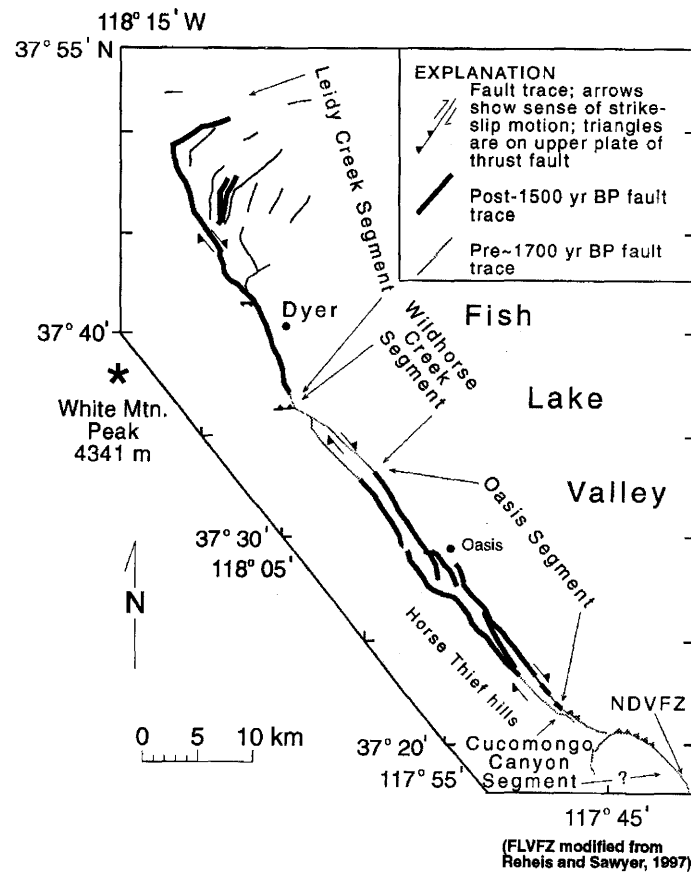 118° 15' W
37° 55' N
EXPLANATION
Fault trace; arrows
show sense of strike-
slip motion; triangles
are on upper plate of
thrust fault
Post-1500 yr BP fault
trace
Pre~1700 yr BP fault
trace
Leidy Creek Segment
Dyer
37° 40'
Wildhorse
Creek
Segment
Fish
Lake
Valley
White Mtn.
Peak
4341 m
Oasis Segment
Oasis
37° 30'
118° 05'
N
Horse Thief hills
NDVFZ
0 5 10 km
37° 20'
117° 55'
Cucomongo
Canyon
Segment
?
117° 45'
(FLVFZ modified from
Reheis and Sawyer, 1997)